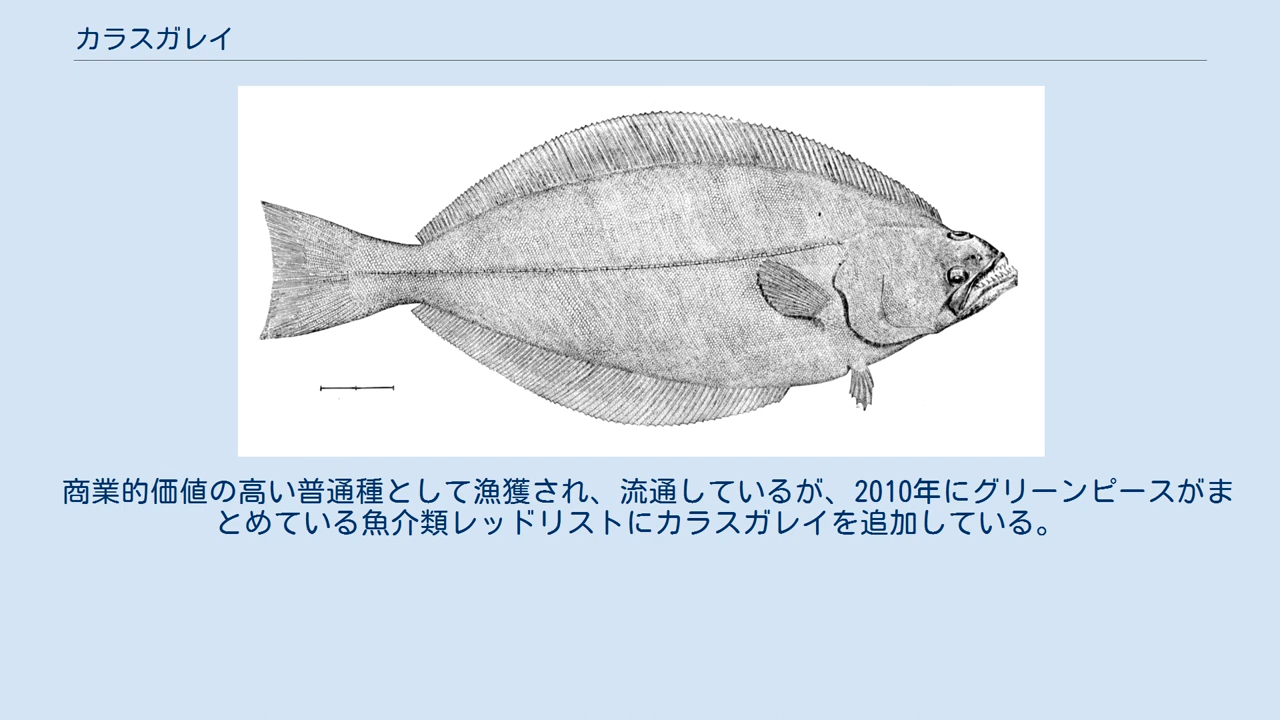 カラスガレイ
商業的価値の高い普通種として漁獲され、流通しているが、2010年にグリーンピースがま
とめている魚介類レッドリストにカラスガレイを追加している。